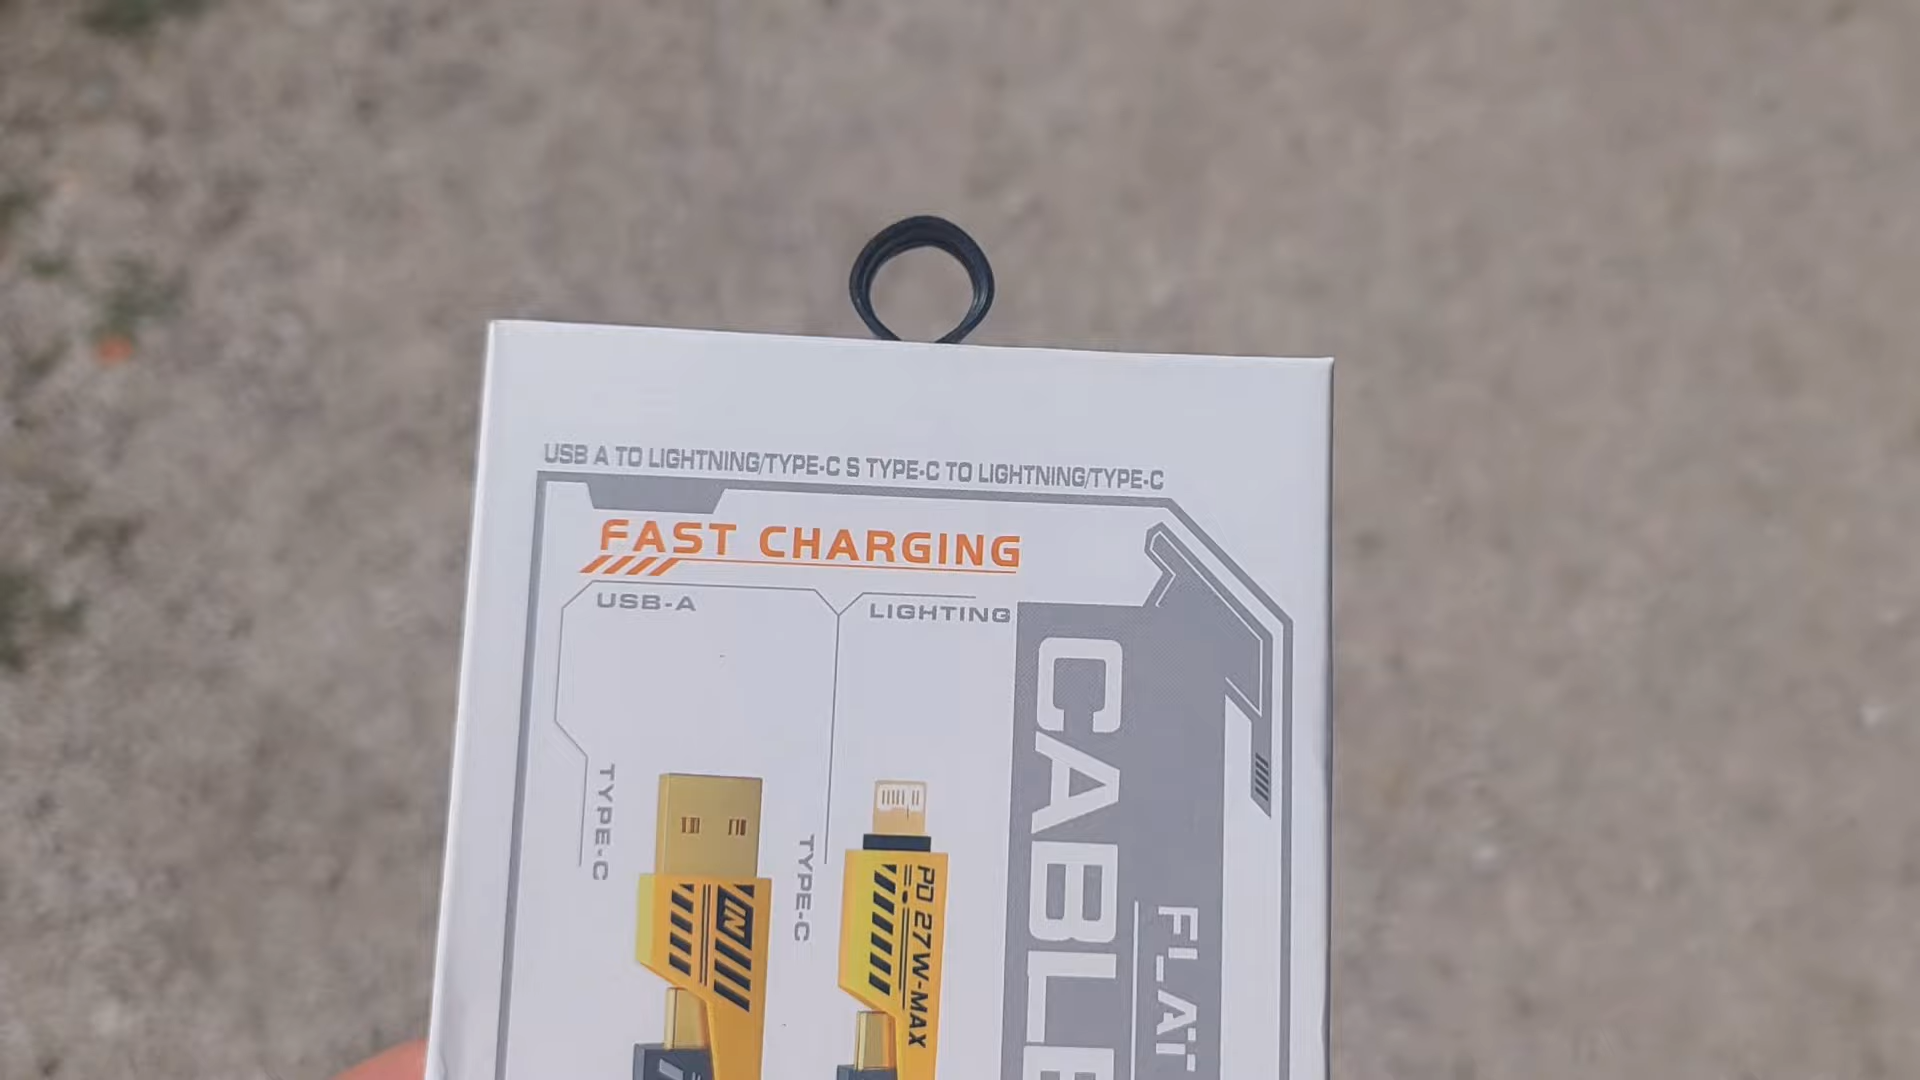 USB A TO LIGHTNING/TYPE-C S TYPE-C TO LIGHTNING/TYPE-C
FAST CHARGING
USB-A
LIGHTING
TYPE-C
TYPE-C
IN
PD 27W-MAX
CABLE
FLAT